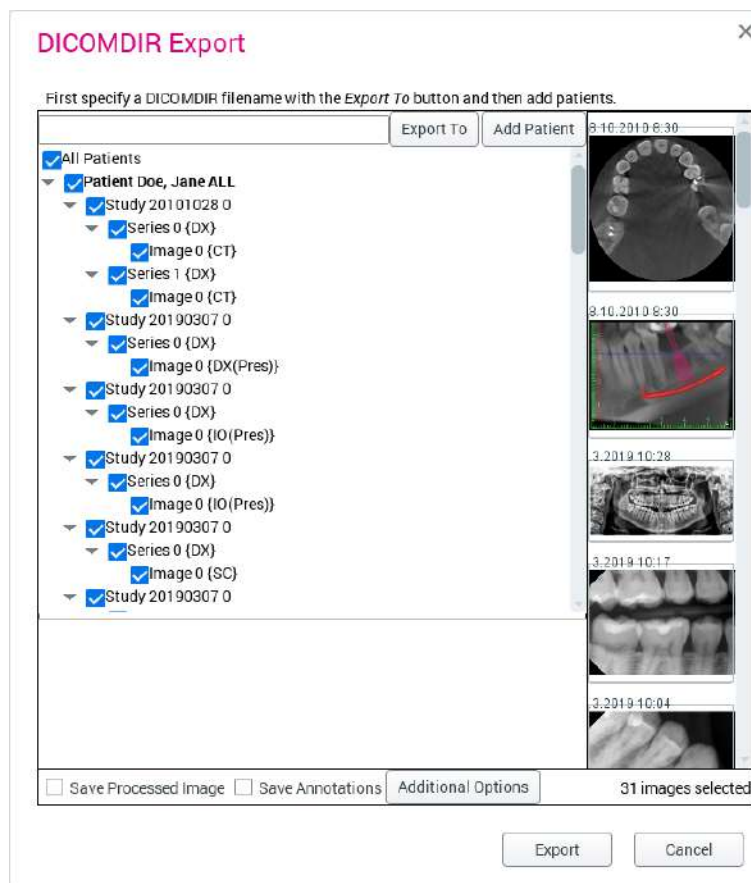 DICOMDIR Export
First specify a DICOMDIR filename with the Export To button and then add patients.
Export To Add Patient
All Patients
Patient Doe, Jane ALL
Study 20101028 0
Series 0 {DX}
Image 0 {CT}
Series 1 {DX}
Image 0 {CT}
Study 20190307 0
Series 0 {DX}
Image 0 {DX(Pres)}
Study 20190307 0
Series 0 {DX}
Image 0 {IO(Pres)}
Study 20190307 0
Series 0 {DX}
Image 0 {IO(Pres)}
Study 20190307 0
Series 0 {DX}
Image 0 {SC}
Study 20190307 0
8.10.2010 8:30
8.10.2010 8:30
.3.2019 10:28
.3.2019 10:17
.3.2019 10:04
Save Processed Image Save Annotations Additional Options 31 images selected
Export Cancel